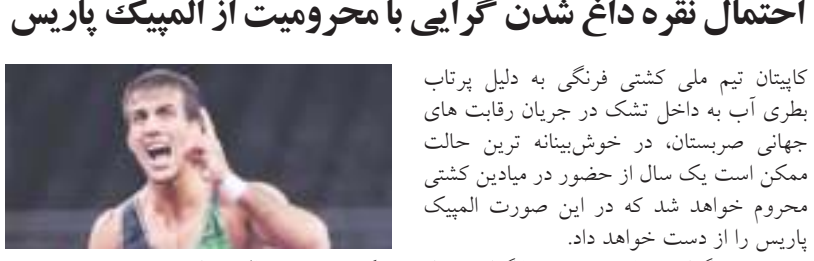 احتمال نقره داغ شدن گرایی با محرومیت از المپیک پاریس
کاپیتان تیم ملی کشتی فرنگی به دلیل پرتاب
بطری آب به داخل تشک در جریان رقابت های
جهانی صربستان، در خوش‌بینانه ترین حالت
ممکن است یک سال از حضور در میادین کشتی
محروم خواهد شد که در این صورت المپیک
پاریس را از دست خواهد داد.